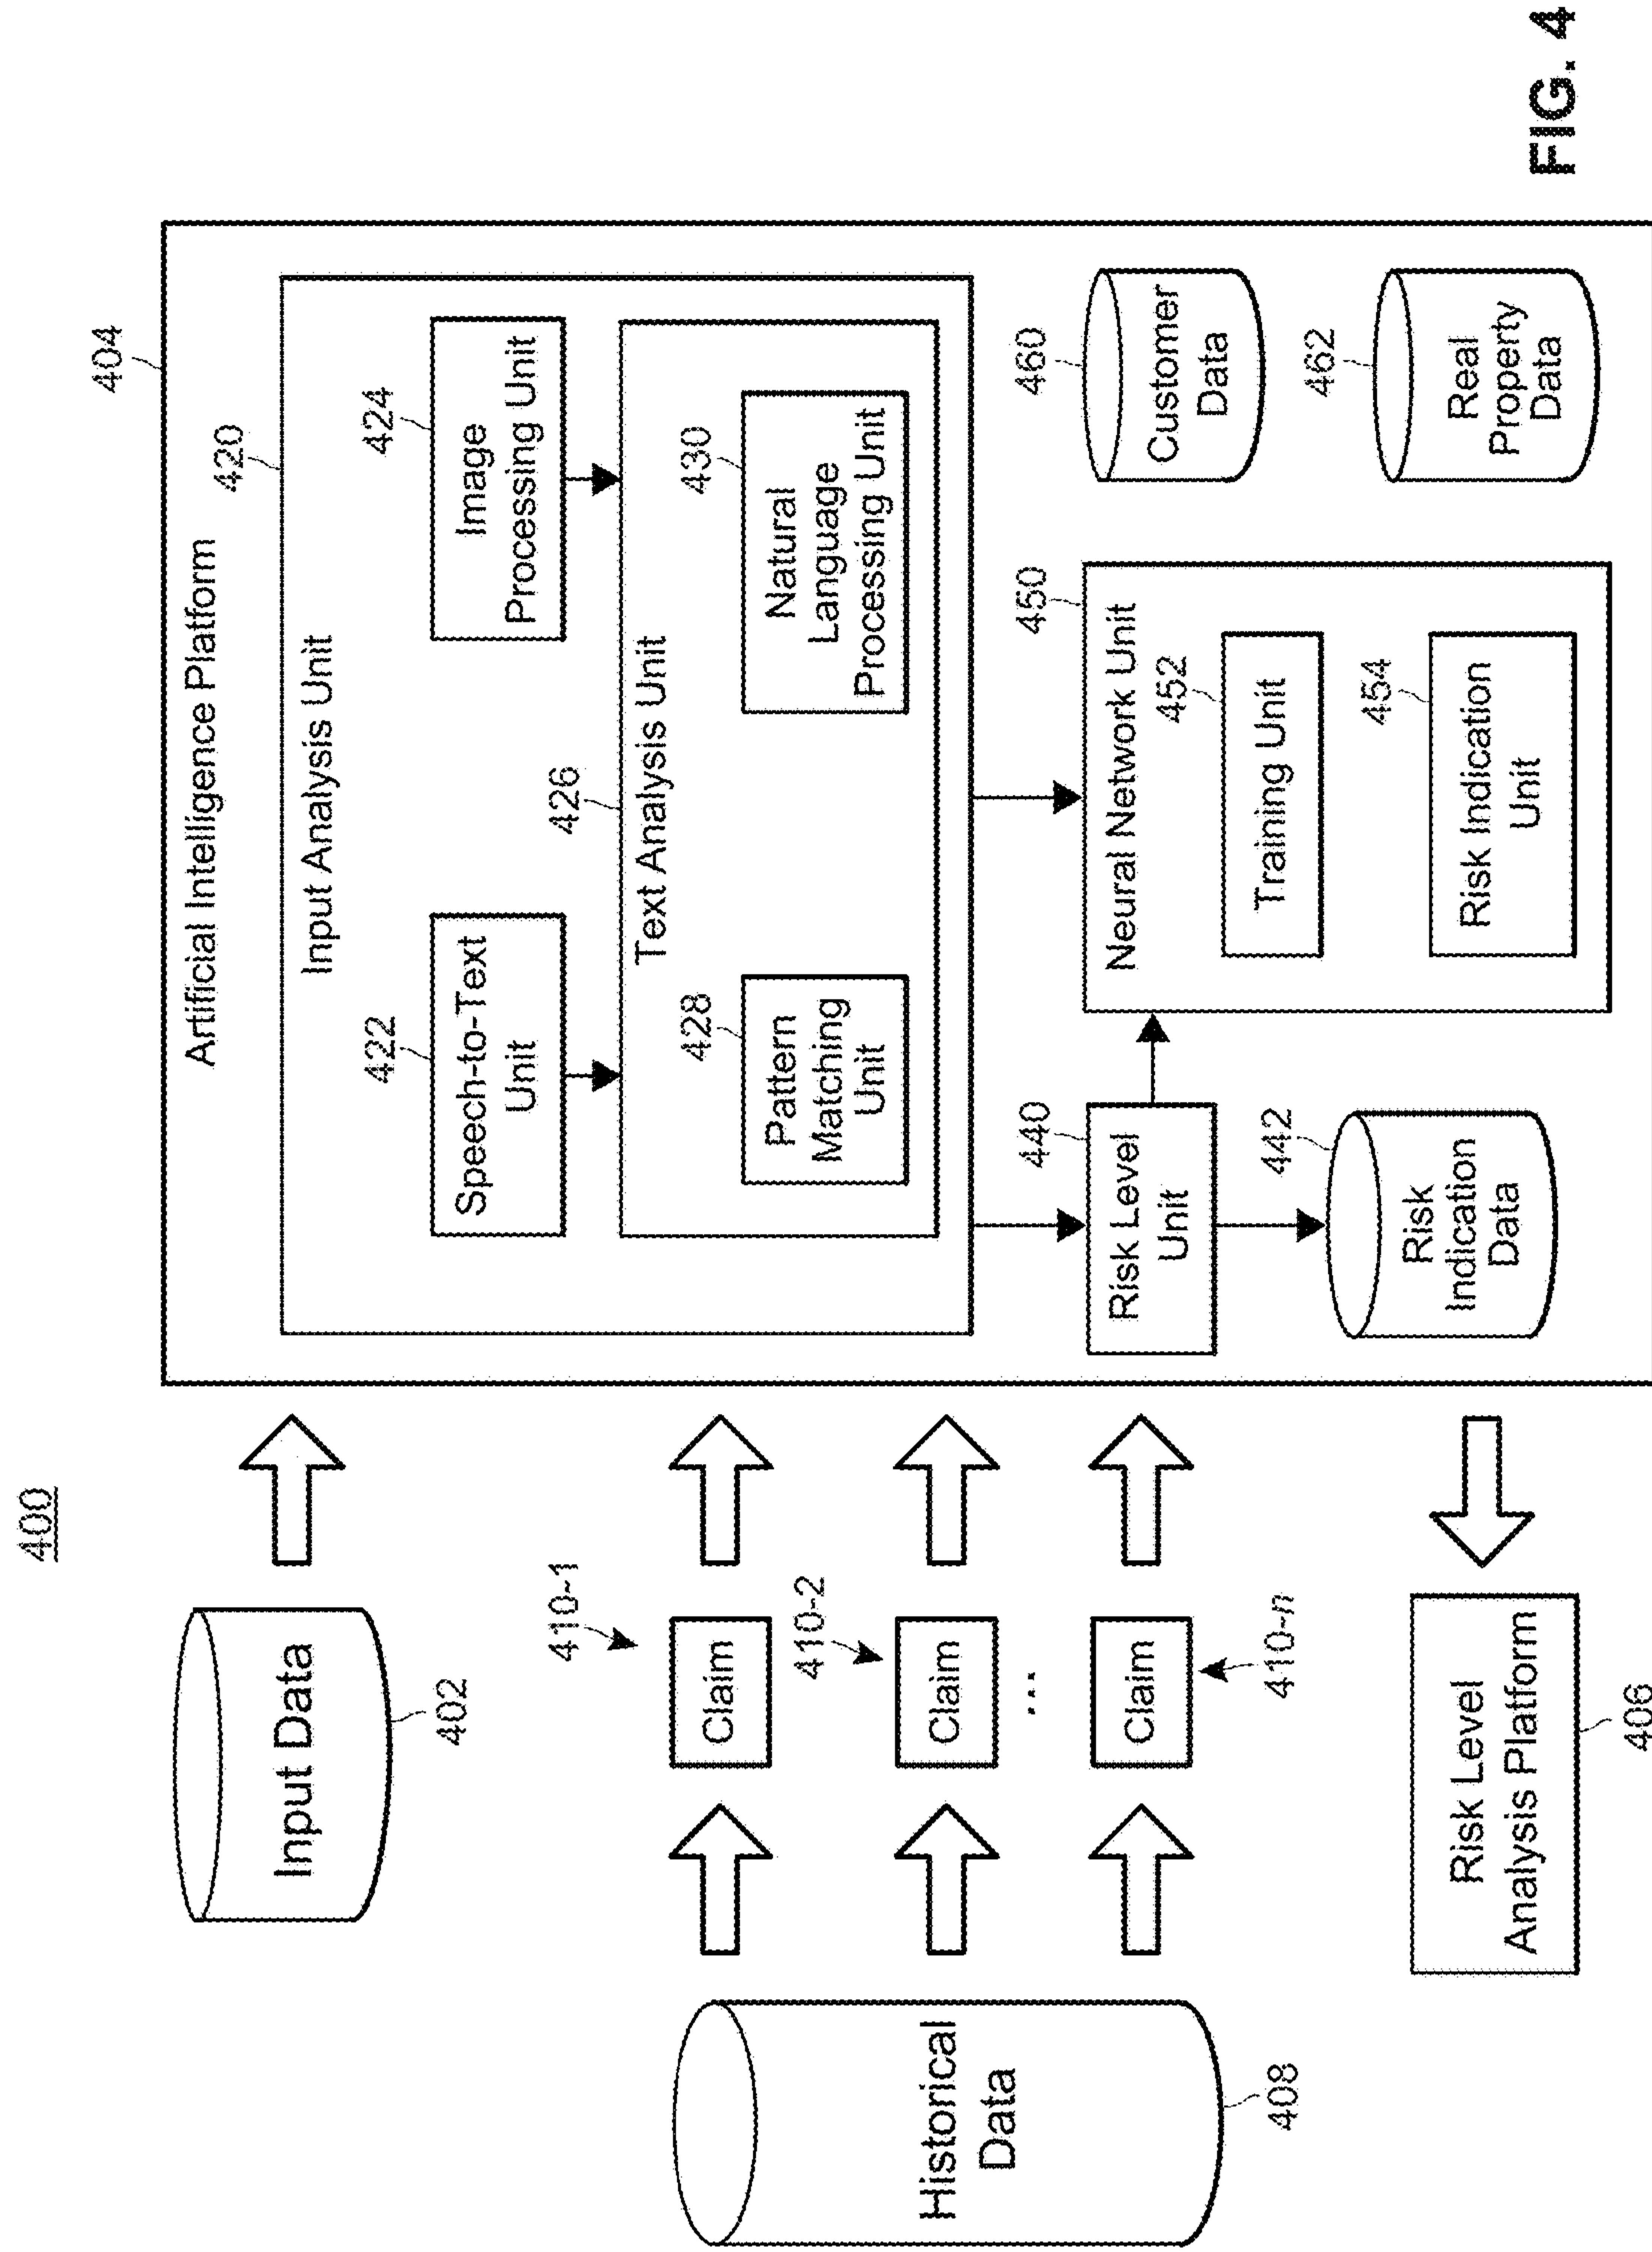 400
Input Data
402
Historical
Data
408
410-1
Claim
410-2
Claim
...
Claim
410-n
Risk Level
Analysis Platform
406
404
Artificial Intelligence Platform
420
Input Analysis Unit
422
Speech-to-Text
Unit
424
Image
Processing Unit
426
Text Analysis Unit
428
Pattern
Matching
Unit
430
Natural
Language
Processing Unit
440
Risk Level
Unit
442
Risk
Indication
Data
450
Neural Network Unit
452
Training Unit
454
Risk Indication
Unit
460
Customer
Data
462
Real
Property
Data
FIG. 4